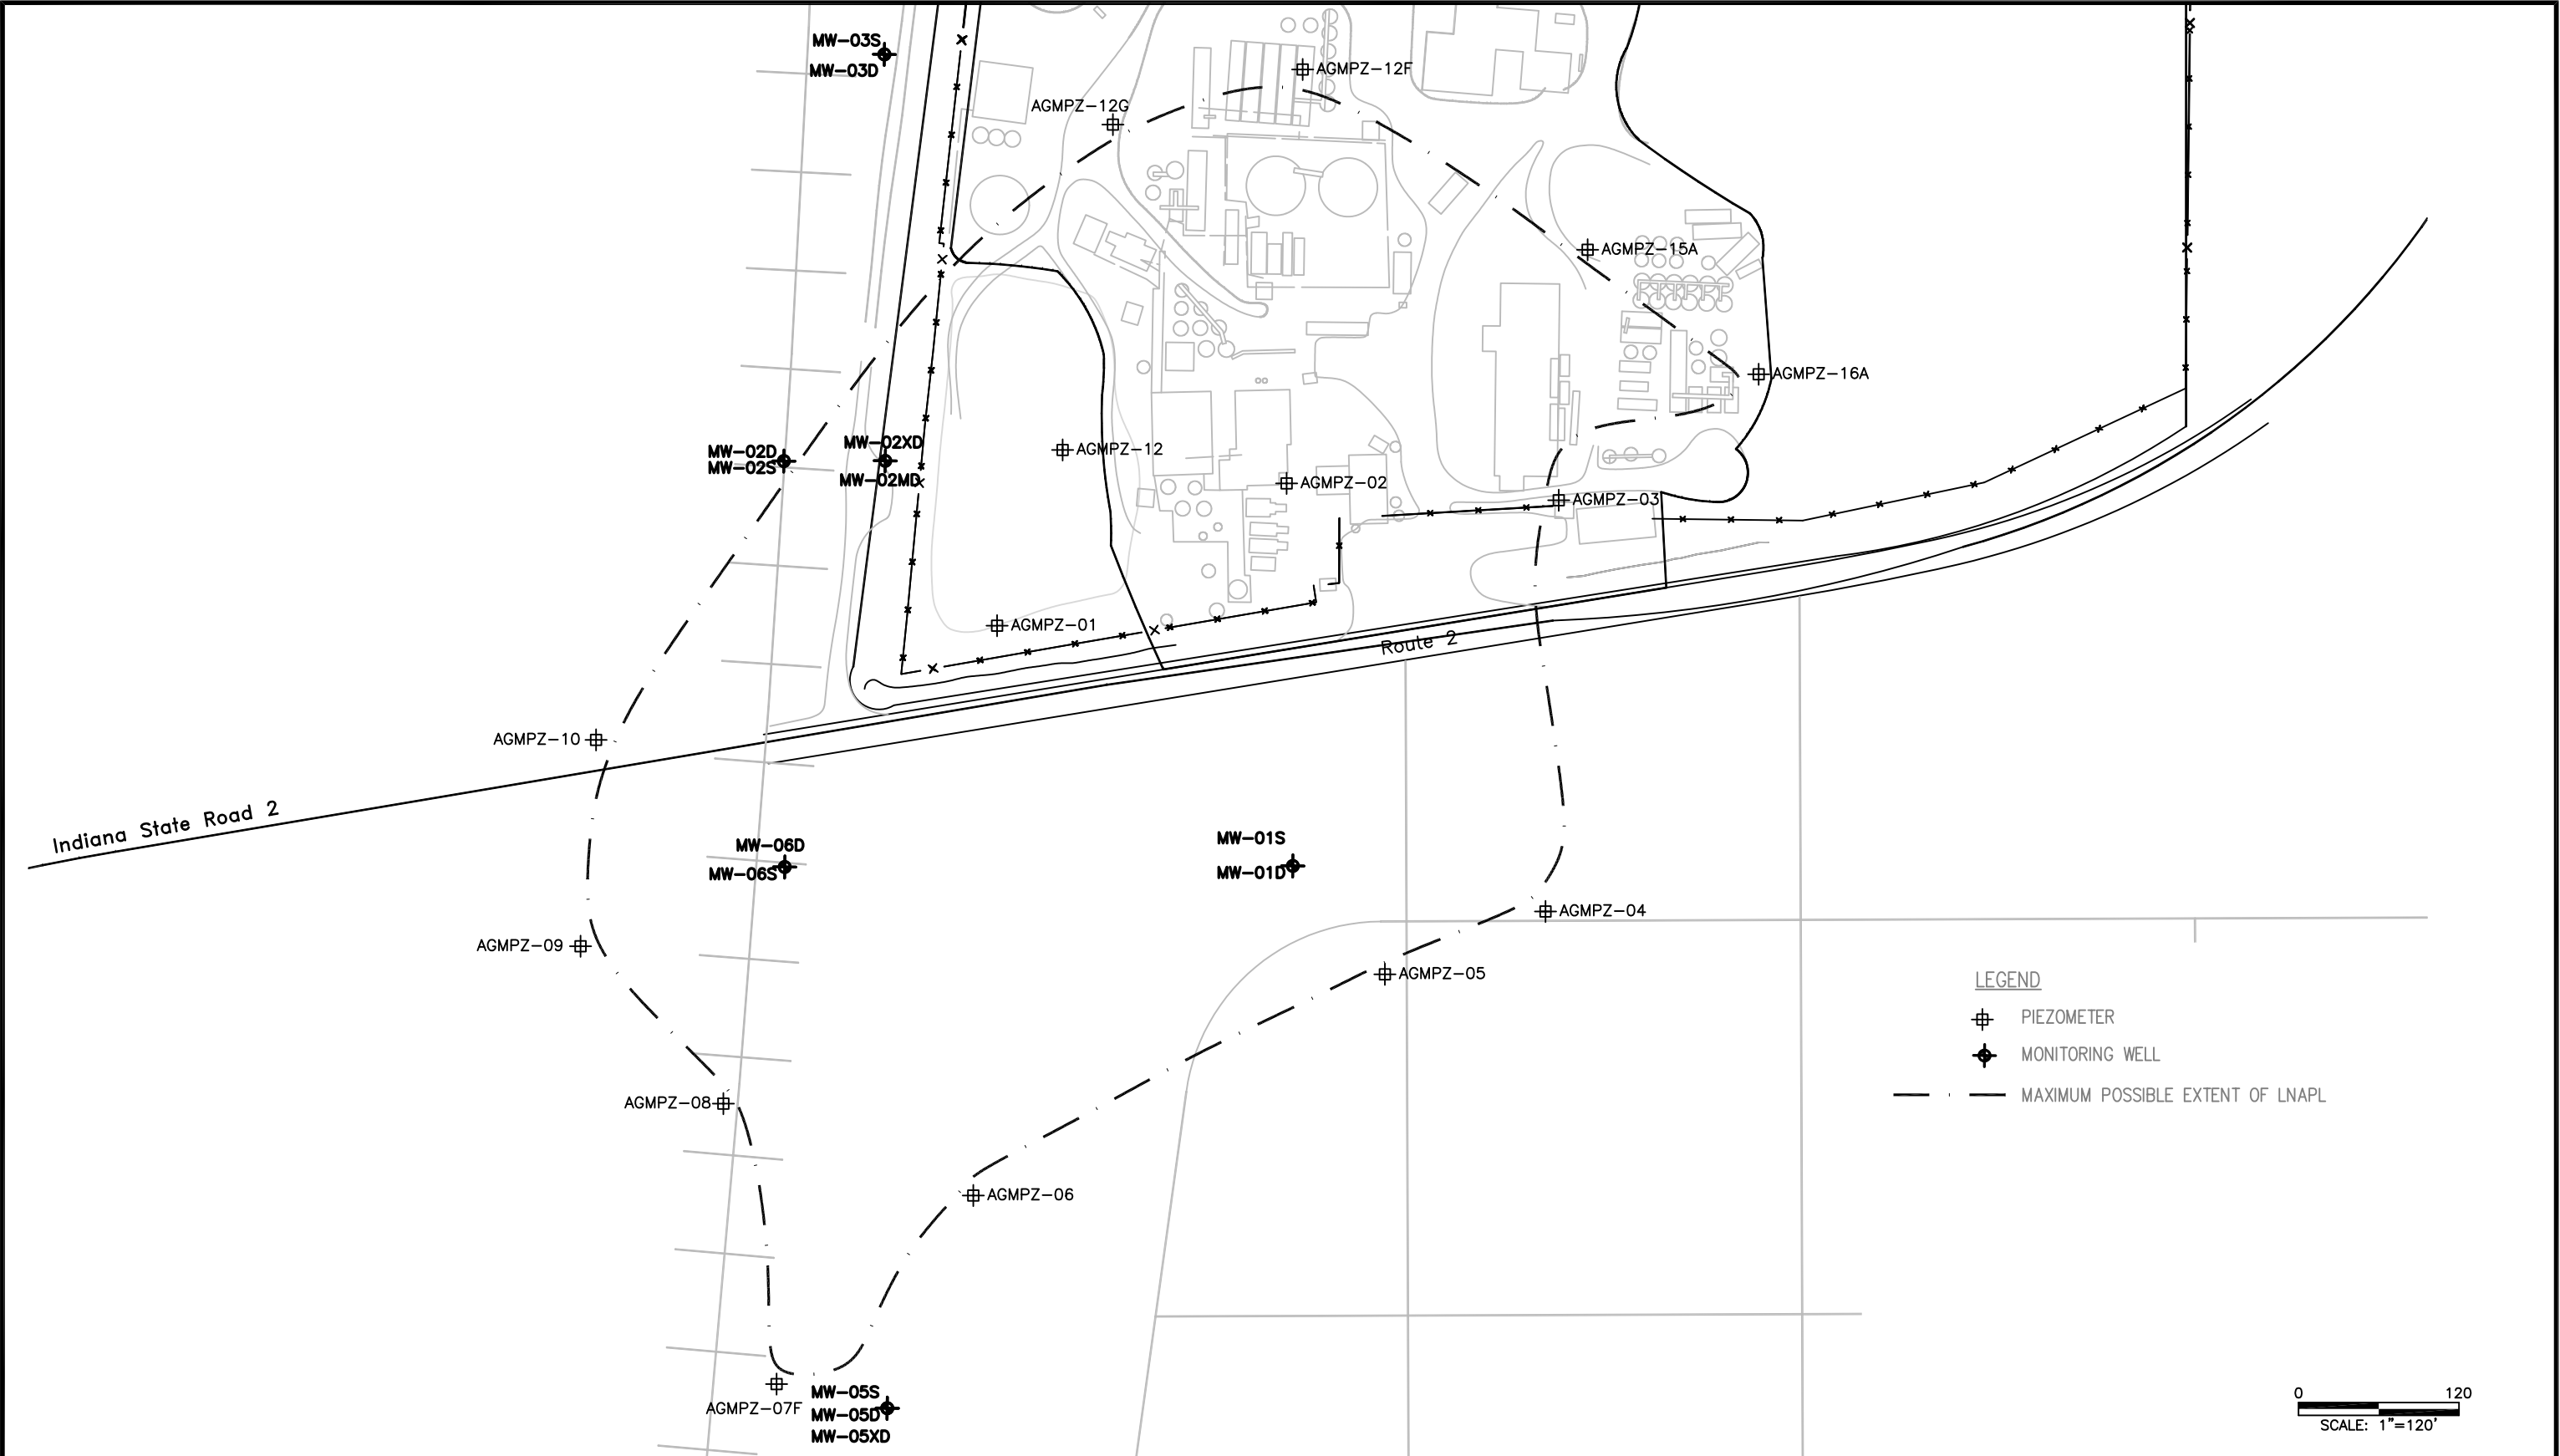 MW-03S
MW-03D
AGMPZ-12F
AGMPZ-12G
AGMPZ-15A
AGMPZ-16A
MW-02D
MW-02S
MW-02XD
MW-02MD
AGMPZ-12
AGMPZ-02
AGMPZ-03
AGMPZ-01
Route 2
AGMPZ-10
Indiana State Road 2
MW-06D
MW-06S
MW-01S
MW-01D
AGMPZ-04
AGMPZ-09
AGMPZ-05
LEGEND
PIEZOMETER
MONITORING WELL
MAXIMUM POSSIBLE EXTENT OF LNAPL
AGMPZ-08
AGMPZ-06
AGMPZ-07F
MW-05S
MW-05D
MW-05XD
0 120
SCALE: 1"=120'